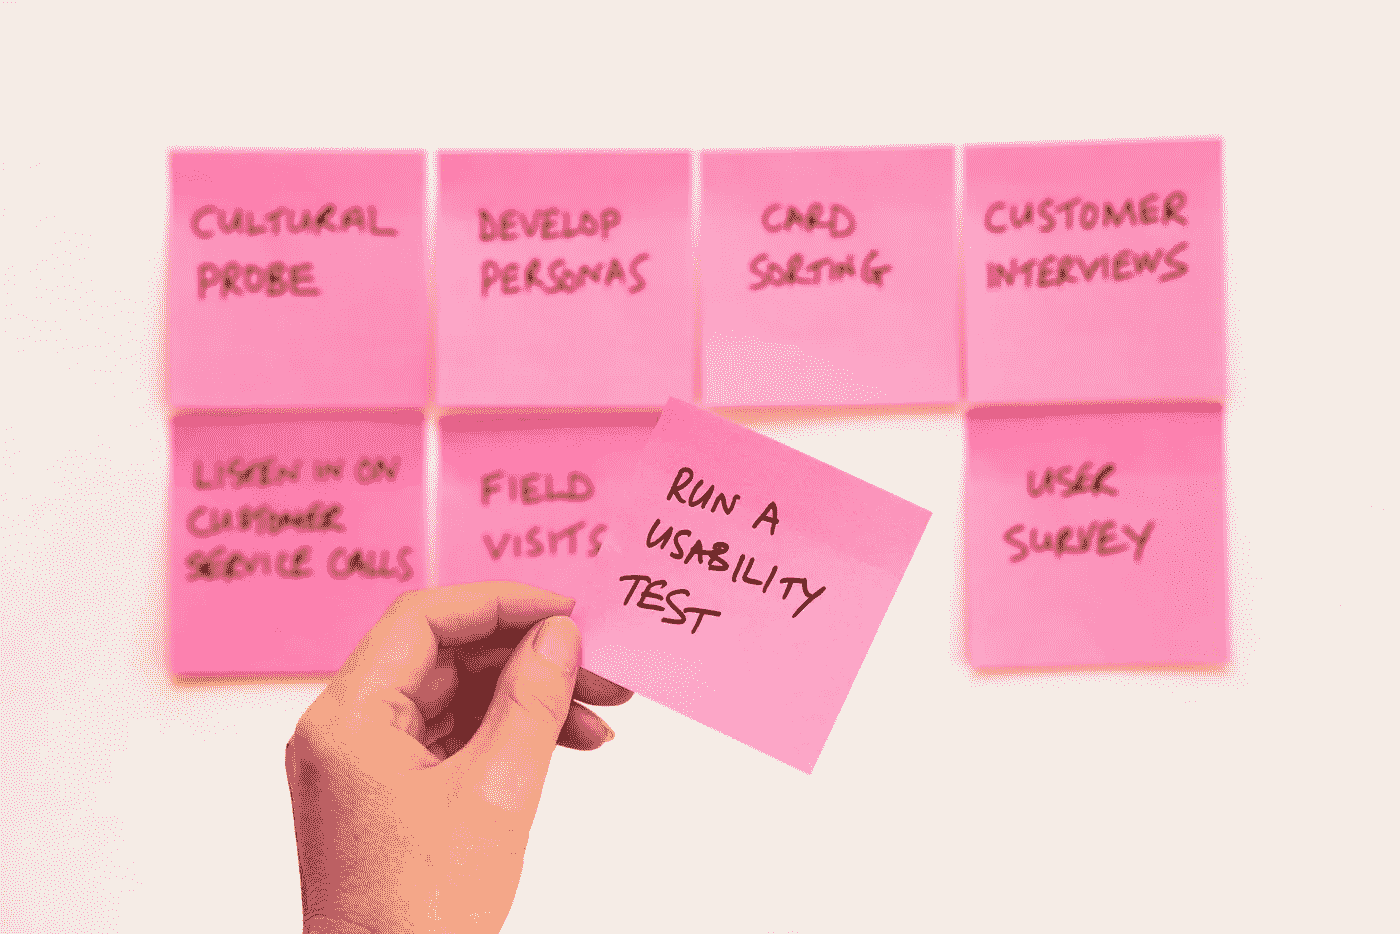 CULTURAL
PROBE
DEVELOP
PERSONAS
CARD
SORTING
CUSTOMER
INTERVIEWS
LISTEN IN ON
CUSTOMER
SERVICE CALLS
FIELD
VISITS
RUN A
USABILITY
TEST
USER
SURVEY